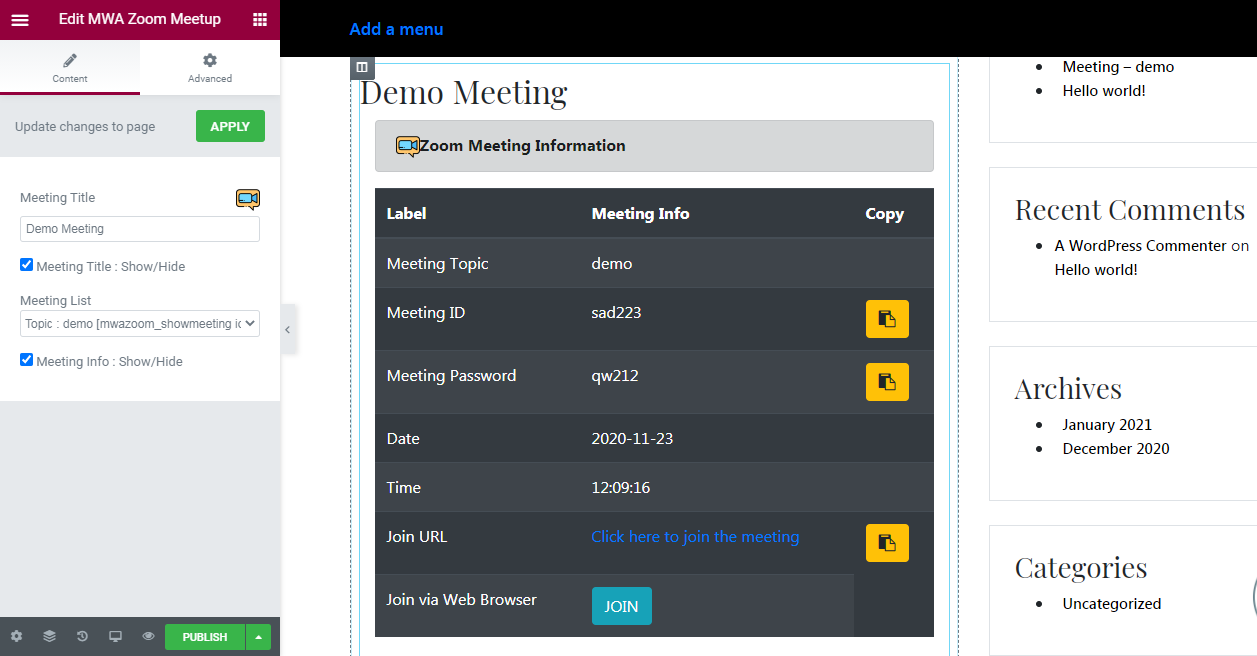 Edit MWA Zoom Meetup
Content
Advanced
Update changes to page
APPLY
Meeting Title
Demo Meeting
Meeting Title : Show/Hide
Meeting List
Topic : demo [mwazoom_showmeeting
Meeting Info : Show/Hide
PUBLISH
Add a menu
Demo Meeting
Zoom Meeting Information
Label Meeting Info Copy
Meeting Topic demo
Meeting ID sad223
Meeting Password qw212
Date 2020-11-23
Time 12:09:16
Join URL Click here to join the meeting
Join via Web Browser JOIN
Meeting – demo
Hello world!
Recent Comments
A WordPress Commenter on
Hello world!
Archives
January 2021
December 2020
Categories
Uncategorized